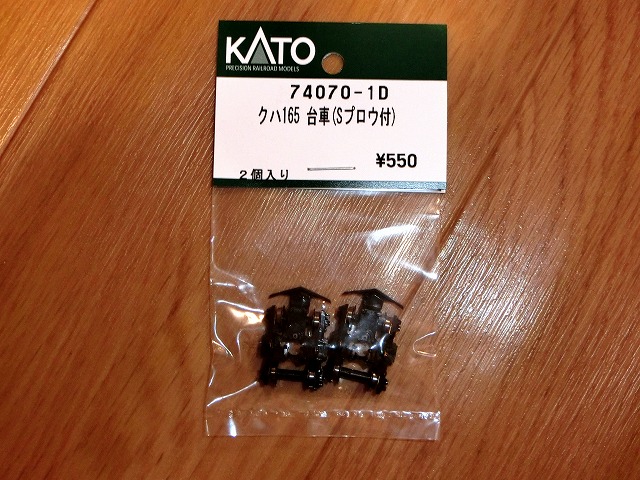 KATO
PRECISION RAILROAD MODELS
74070-1D
クハ165 台車(Sプロウ付)
¥550
2個入り